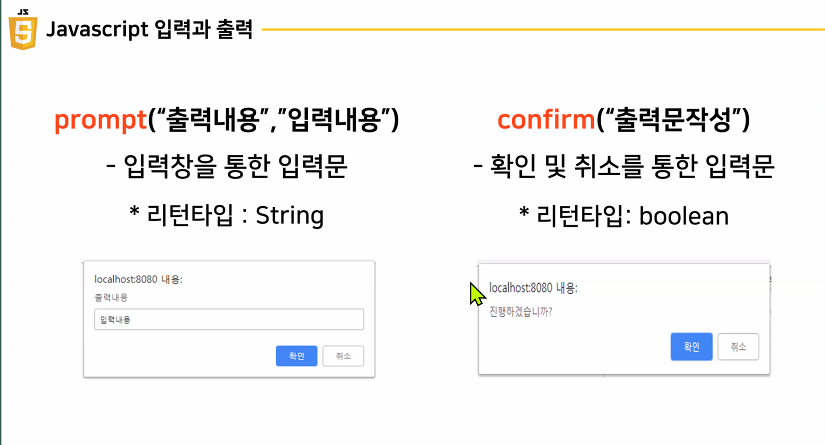 JS
5
Javascript 입력과 출력
prompt(“출력내용”,”입력내용”)
- 입력창을 통한 입력문
* 리턴타입 : String
localhost:8080 내용:
출력내용
입력내용
확인
취소
confirm(“출력문작성”)
- 확인 및 취소를 통한 입력문
* 리턴타입: boolean
localhost:8080 내용:
진행하겠습니까?
확인
취소